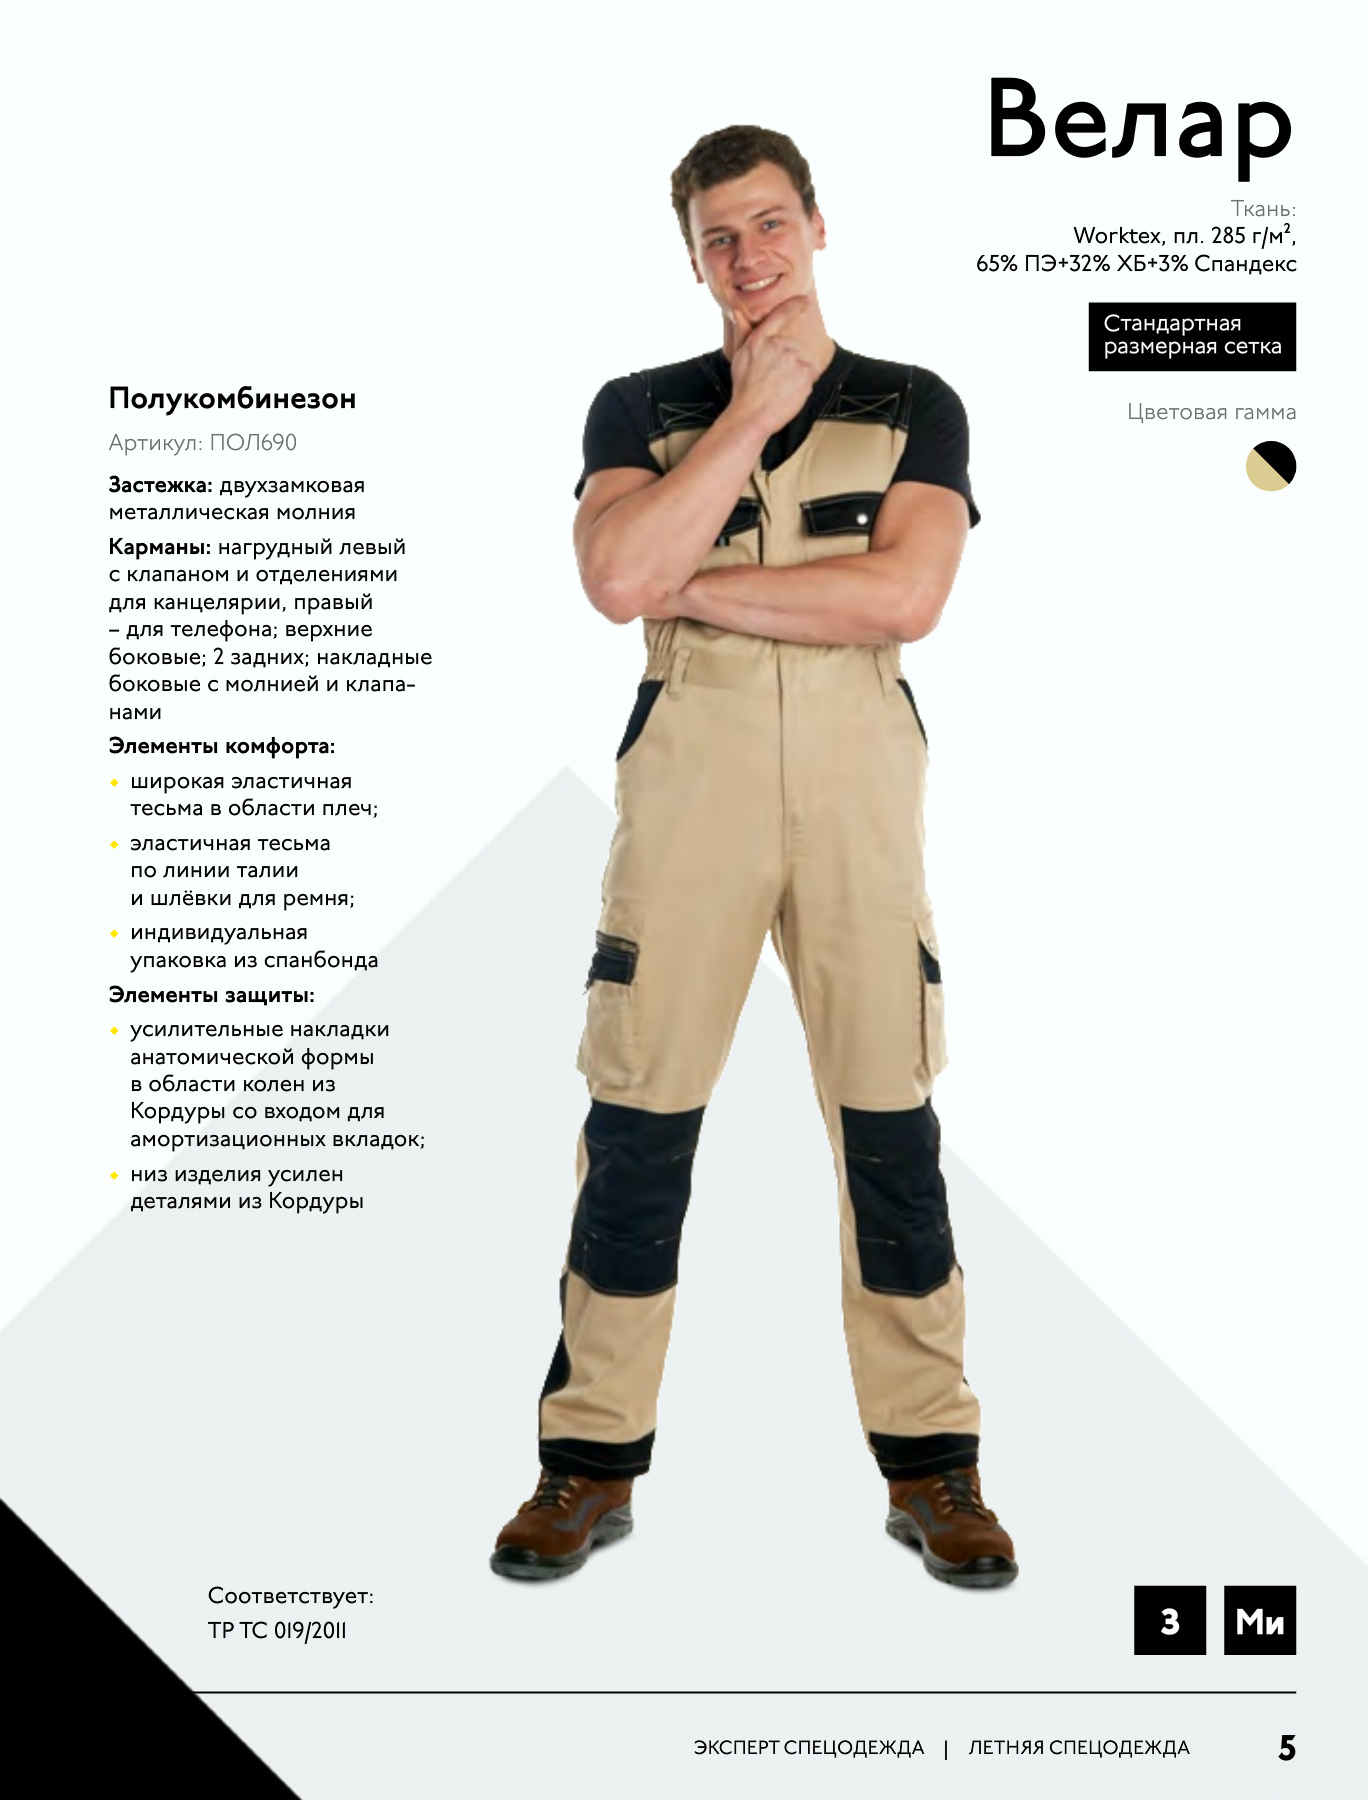 Велар
Ткань:
Worktex, пл. 285 г/м²,
65% ПЭ+32% ХБ+3% Спандекс
Стандартная
размерная сетка
Цветовая гамма
Полукомбинезон
Артикул: ПОЛ690
Застежка: двухзамковая
металлическая молния
Карманы: нагрудный левый
с клапаном и отделениями
для канцелярии, правый
– для телефона; верхние
боковые; 2 задних; накладные
боковые с молнией и клапа-
нами
Элементы комфорта:
широкая эластичная
тесьма в области плеч;
эластичная тесьма
по линии талии
и шлёвки для ремня;
индивидуальная
упаковка из спанбонда
Элементы защиты:
усилительные накладки
анатомической формы
в области колен из
Кордуры со входом для
амортизационных вкладок;
низ изделия усилен
деталями из Кордуры
Соответствует:
ТР ТС 019/2011
З Ми
ЭКСПЕРТ СПЕЦОДЕЖДА | ЛЕТНЯЯ СПЕЦОДЕЖДА 5